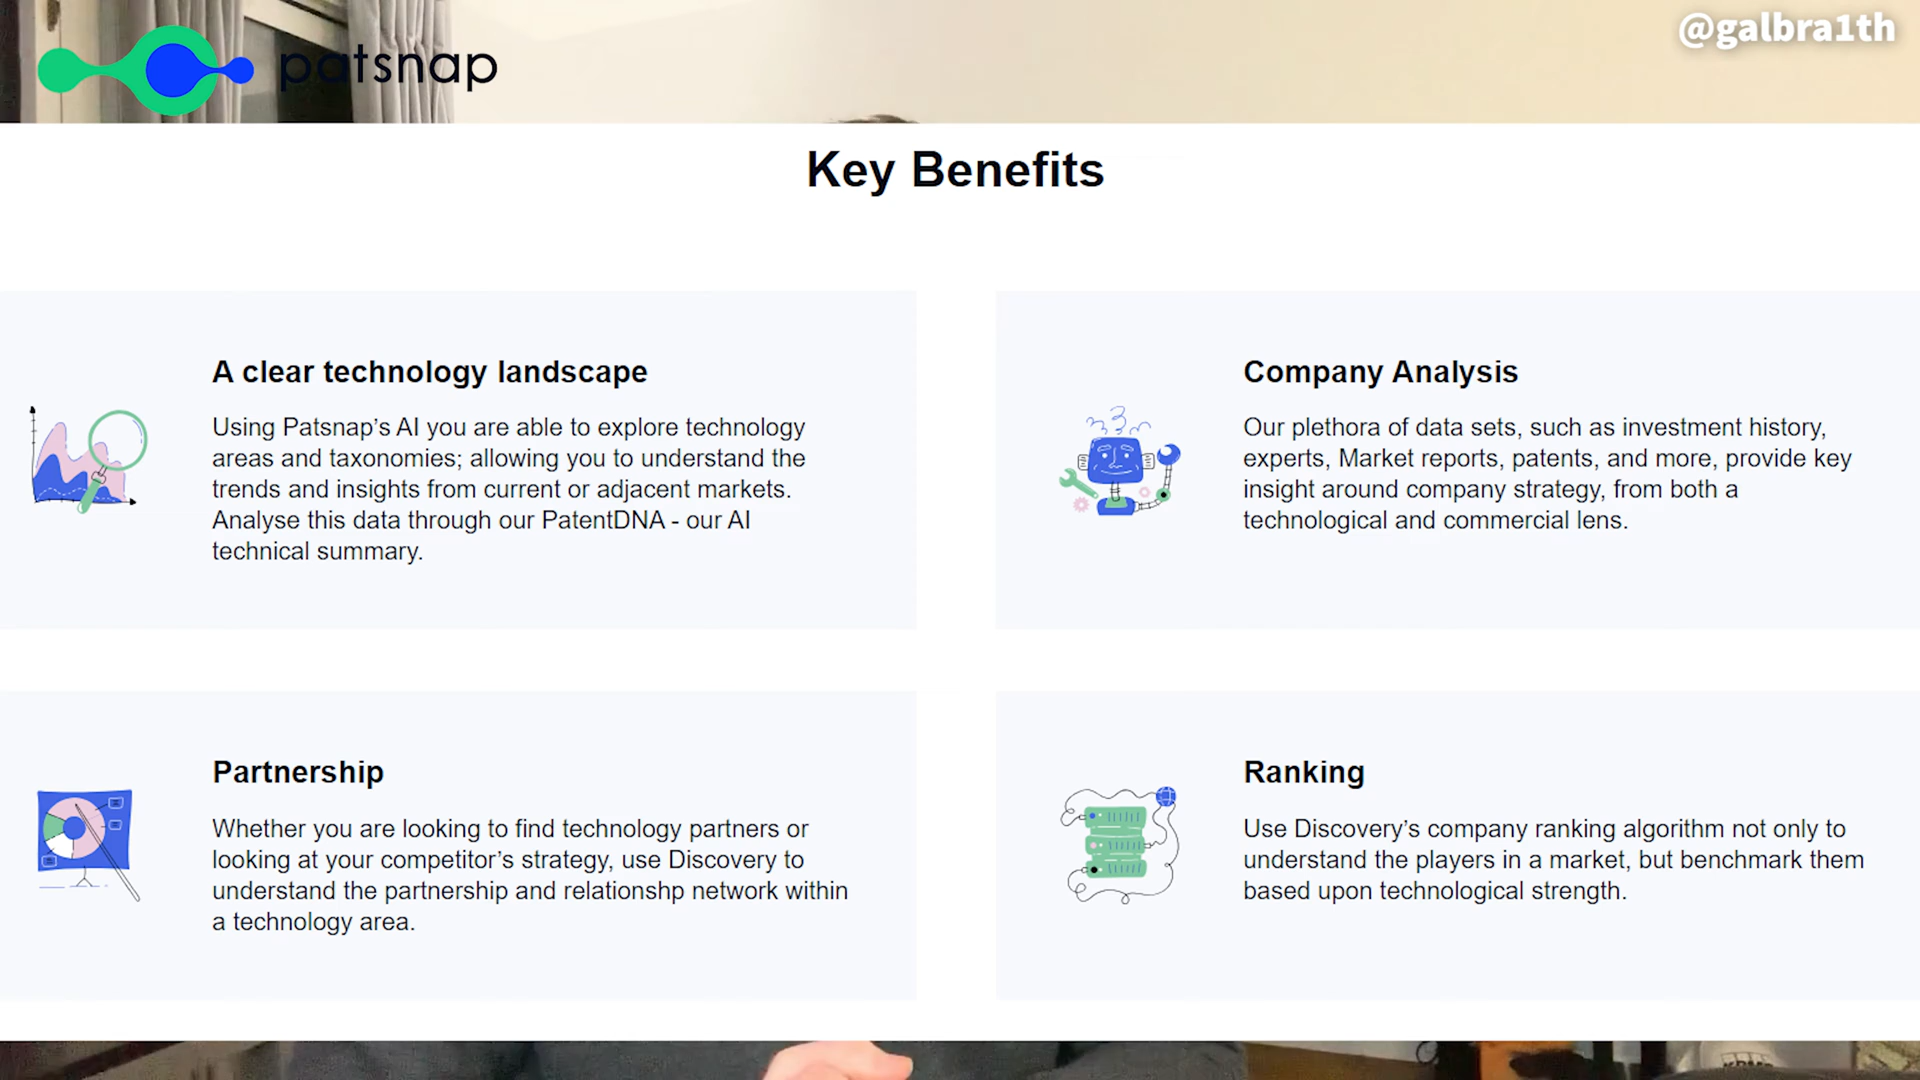 patsnap
@galbra1th
Key Benefits
A clear technology landscape
Using Patsnap’s AI you are able to explore technology
areas and taxonomies; allowing you to understand the
trends and insights from current or adjacent markets.
Analyse this data through our PatentDNA - our AI
technical summary.
Company Analysis
Our plethora of data sets, such as investment history,
experts, Market reports, patents, and more, provide key
insight around company strategy, from both a
technological and commercial lens.
Partnership
Whether you are looking to find technology partners or
looking at your competitor’s strategy, use Discovery to
understand the partnership and relationshp network within
a technology area.
Ranking
Use Discovery’s company ranking algorithm not only to
understand the players in a market, but benchmark them
based upon technological strength.